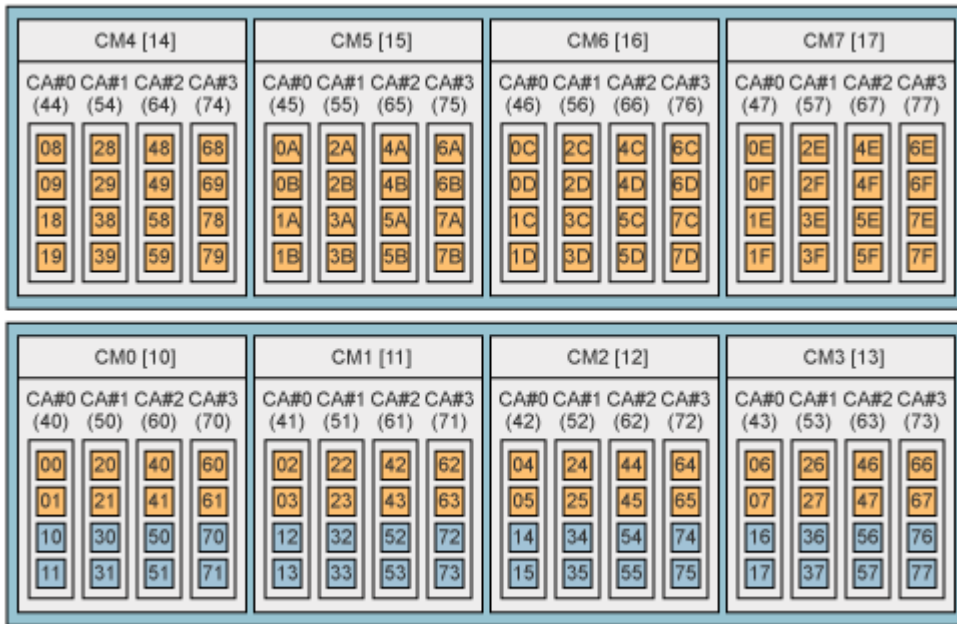 CM4 [14] CM5 [15] CM6 [16] CM7 [17]
CA#0 CA#1 CA#2 CA#3 CA#0 CA#1 CA#2 CA#3 CA#0 CA#1 CA#2 CA#3 CA#0 CA#1 CA#2 CA#3
(44) (54) (64) (74) (45) (55) (65) (75) (46) (56) (66) (76) (47) (57) (67) (77)
08 28 48 68 0A 2A 4A 6A 0C 2C 4C 6C 0E 2E 4E 6E
09 29 49 69 0B 2B 4B 6B 0D 2D 4D 6D 0F 2F 4F 6F
18 38 58 78 1A 3A 5A 7A 1C 3C 5C 7C 1E 3E 5E 7E
19 39 59 79 1B 3B 5B 7B 1D 3D 5D 7D 1F 3F 5F 7F
CM0 [10] CM1 [11] CM2 [12] CM3 [13]
CA#0 CA#1 CA#2 CA#3 CA#0 CA#1 CA#2 CA#3 CA#0 CA#1 CA#2 CA#3 CA#0 CA#1 CA#2 CA#3
(40) (50) (60) (70) (41) (51) (61) (71) (42) (52) (62) (72) (43) (53) (63) (73)
00 20 40 60 02 22 42 62 04 24 44 64 06 26 46 66
01 21 41 61 03 23 43 63 05 25 45 65 07 27 47 67
10 30 50 70 12 32 52 72 14 34 54 74 16 36 56 76
11 31 51 71 13 33 53 73 15 35 55 75 17 37 57 77